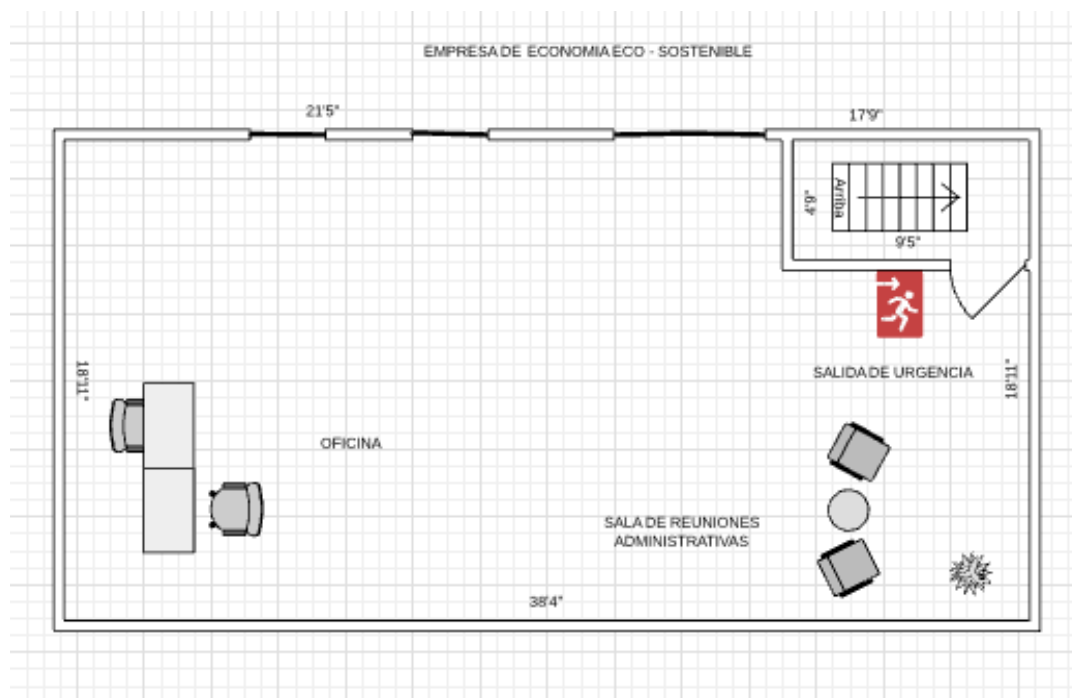 EMPRESA DE ECONOMIA ECO - SOSTENIBLE
21'5"
17'9"
4'9"
Arriba
9'5"
18'11"
SALIDA DE URGENCIA
18'11"
OFICINA
SALA DE REUNIONES
ADMINISTRATIVAS
38'4"